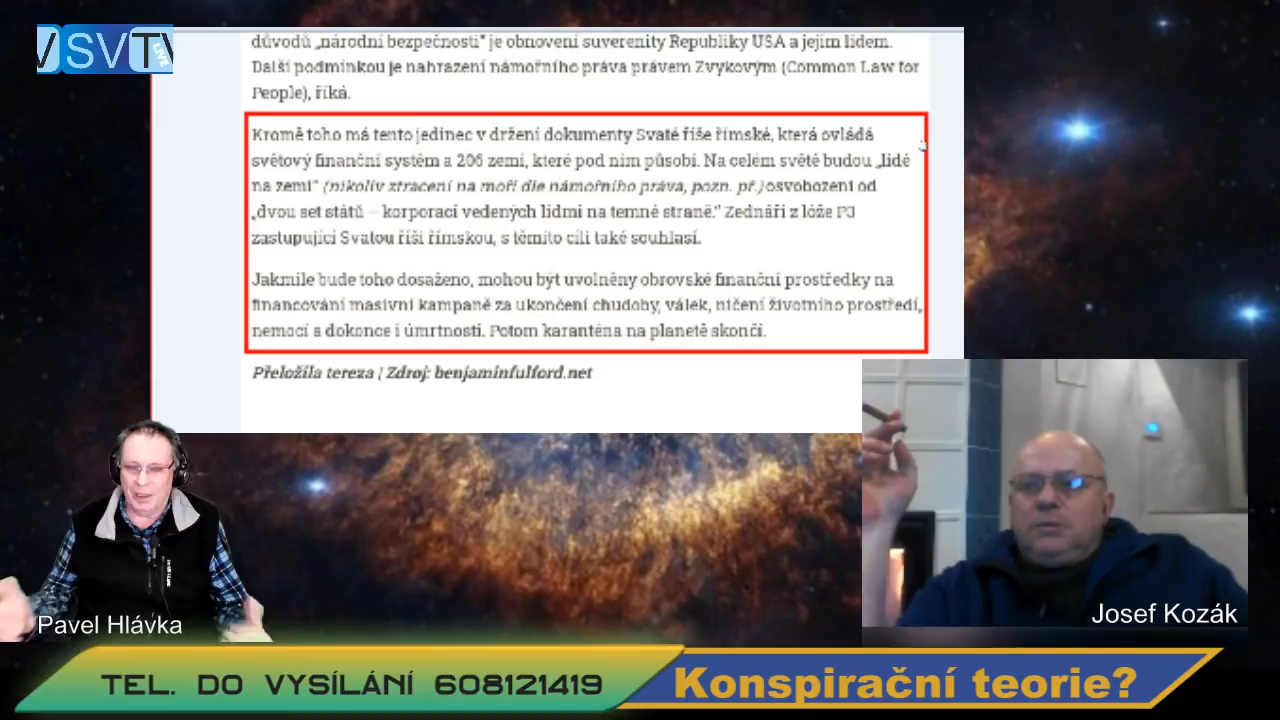 VSVTV LIVE
důvodů „národní bezpečnosti" je obnovení suverenity Republiky USA a jejím lidem.
Další podmínkou je nahrazení námořního práva právem Zvykovým (Common Law for
People), říká.
Kromě toho má tento jedinec v držení dokumenty Svaté říše římské, která ovládá
světový finanční systém a 206 zemí, které pod ním působí. Na celém světě budou „lidé
na zemi" (nikoliv ztracení na moři dle námořního práva, pozn. př.) osvobozeni od
„dvou set států – korporací vedených lidmi na temné straně." Zednáři z lóže P3
zastupující Svatou říši římskou, s těmito cíli také souhlasí.
Jakmile bude toho dosaženo, mohou být uvolněny obrovské finanční prostředky na
financování masivní kampaně za ukončení chudoby, válek, ničení životního prostředí,
nemocí a dokonce i úmrtnosti. Potom karanténa na planetě skončí.
Přeložila tereza | Zdroj: benjaminfulford.net
Pavel Hlávka
Josef Kozák
TEL. DO VYSÍLÁNÍ 608121419
Konspirační teorie?